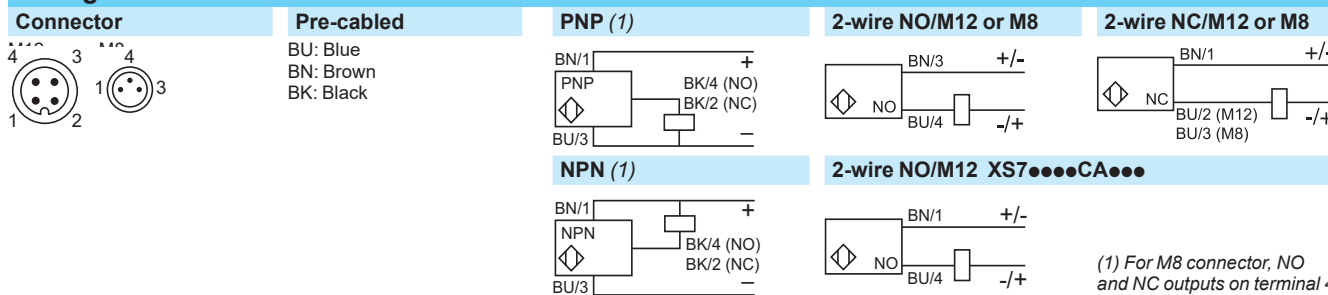 Connector
Pre-cabled
PNP (1)
2-wire NO/M12 or M8
2-wire NC/M12 or M8
4 3
1 2
4
1 3
BU: Blue
BN: Brown
BK: Black
BN/1 +
PNP
BK/4 (NO)
BK/2 (NC)
BU/3 –
BN/3 +/-
NO
BU/4 -/+
BN/1 +/-
NC
BU/2 (M12) -/+
BU/3 (M8)
NPN (1)
2-wire NO/M12 XS7●●●●CA●●●
BN/1 +
NPN
BK/4 (NO)
BK/2 (NC)
BU/3 –
BN/1 +/-
NO
BU/4 -/+
(1) For M8 connector, NO
and NC outputs on terminal 4